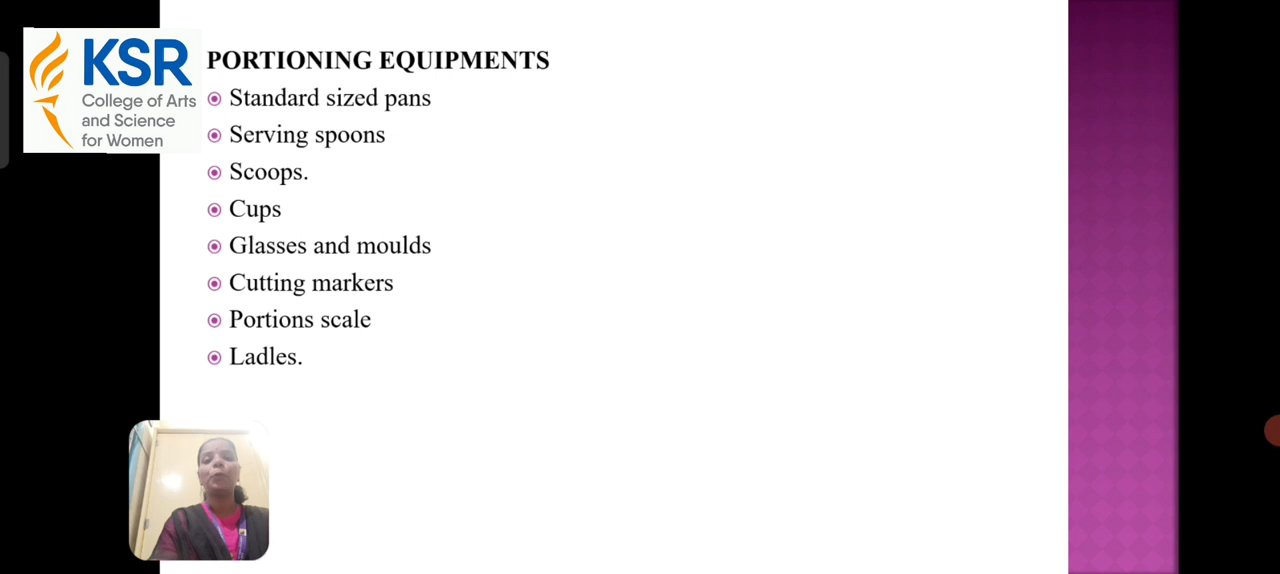 KSR
College of Arts
and Science
for Women
PORTIONING EQUIPMENTS
Standard sized pans
Serving spoons
Scoops.
Cups
Glasses and moulds
Cutting markers
Portions scale
Ladles.